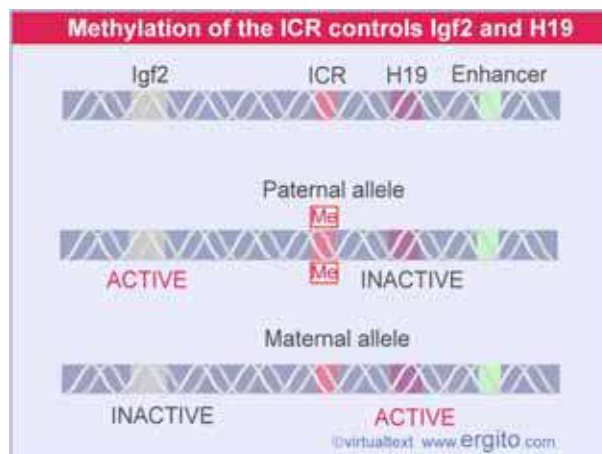 Methylation of the ICR controls Igf2 and H19
Igf2 ICR H19 Enhancer
Paternal allele
Me
Me
ACTIVE INACTIVE
Maternal allele
INACTIVE ACTIVE
©virtualtext www.ergito.com